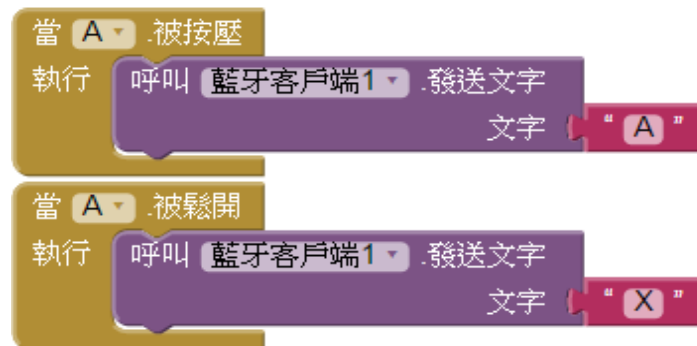 當 A .被按壓
執行 呼叫 藍牙客戶端1 .發送文字
文字 “ A ”
當 A .被鬆開
執行 呼叫 藍牙客戶端1 .發送文字
文字 “ X ”